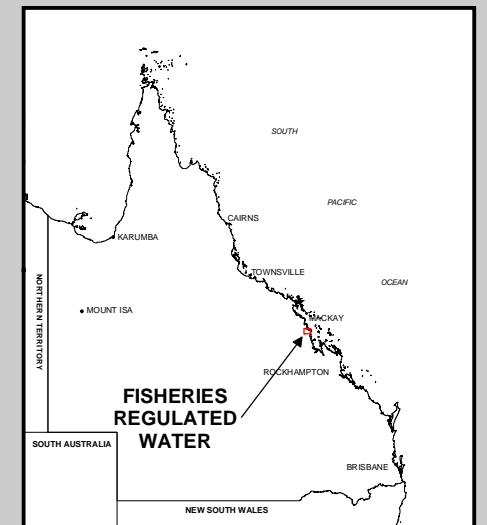 SOUTH
PACIFIC
CAIRNS
KARUMBA
TOWNSVILLE
OCEAN
NORTHERN TERRITORY
MOUNT ISA
MACKAY
ROCKHAMPTON
FISHERIES
REGULATED
WATER
SOUTH AUSTRALIA
BRISBANE
NEW SOUTH WALES